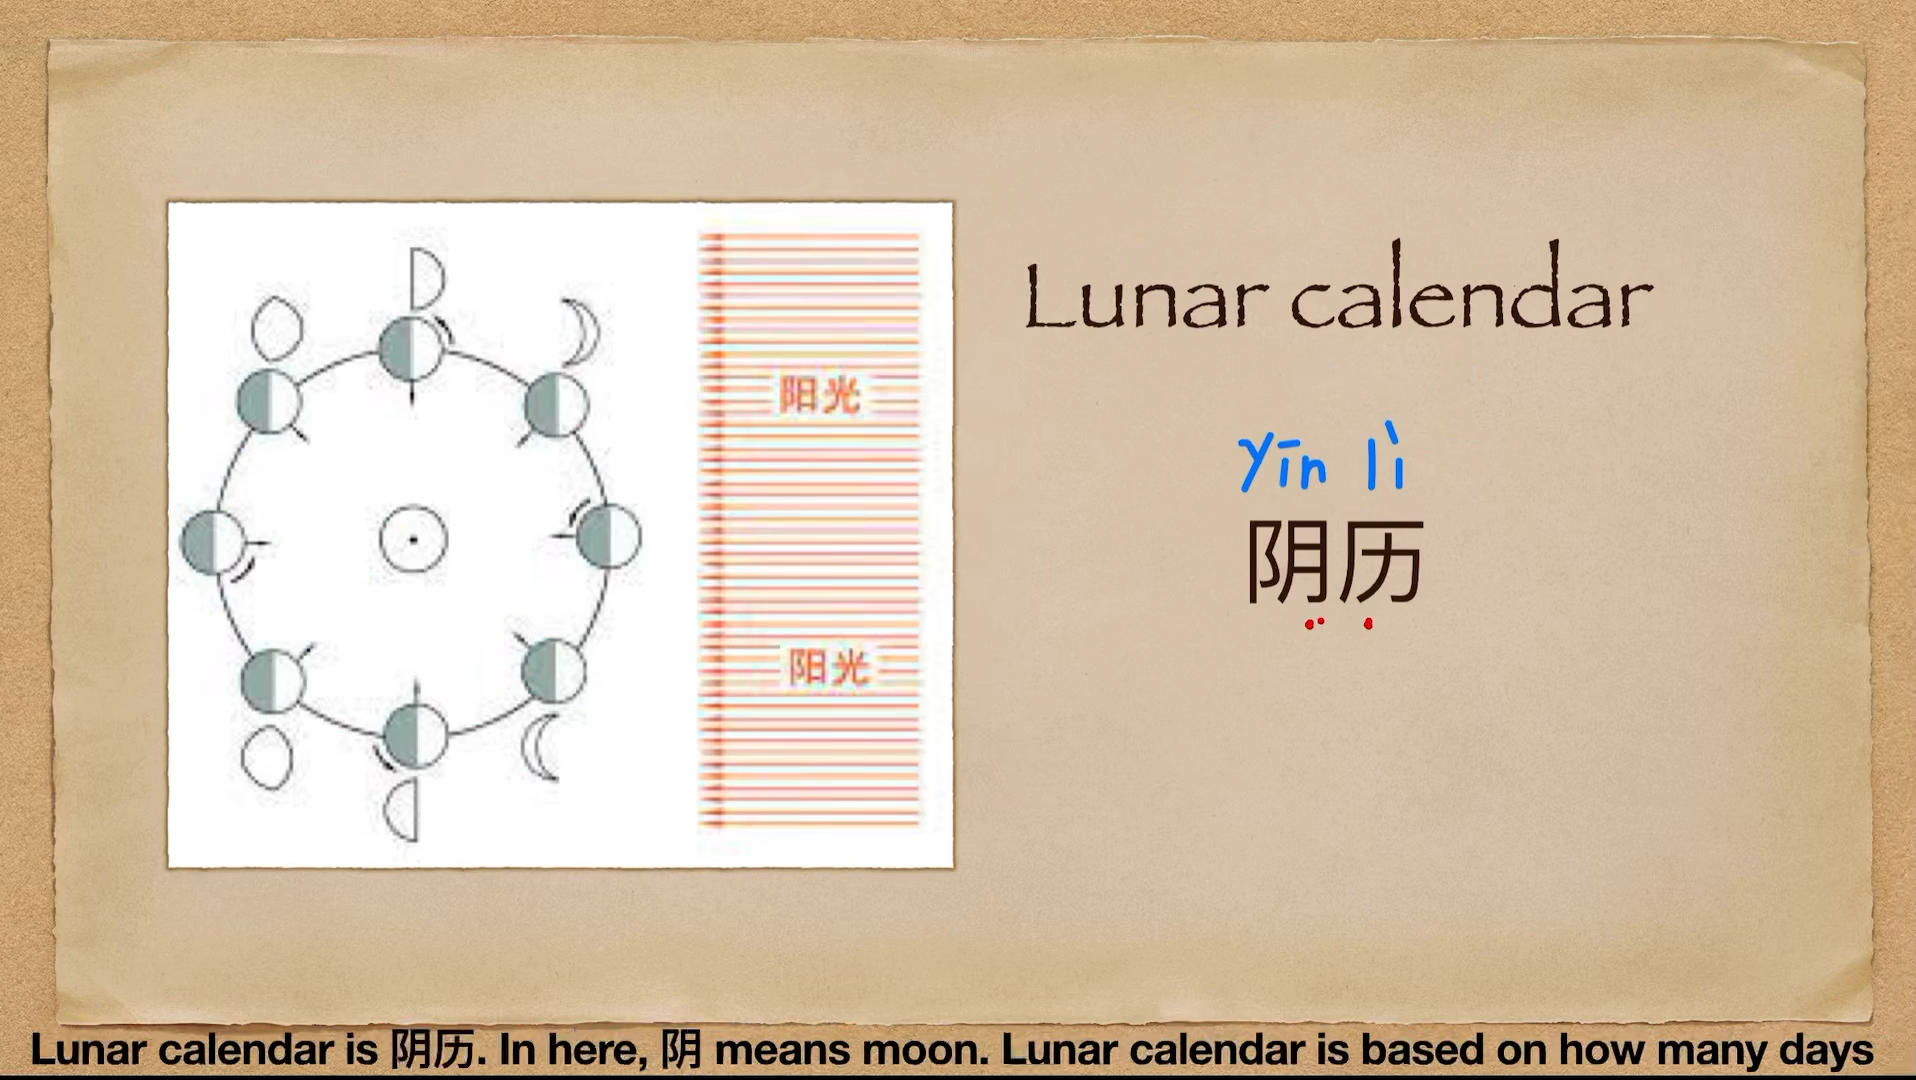 阳光
阳光
Lunar calendar
yīn lì
阴历
Lunar calendar is 阴历. In here, 阴 means moon. Lunar calendar is based on how many days